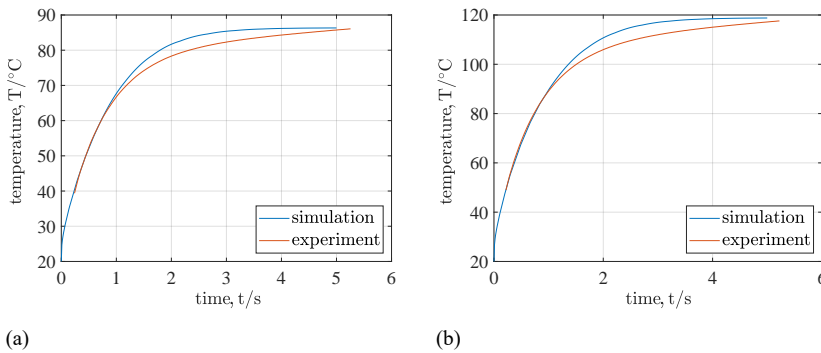 90
80
70
60
50
40
30
20
0
1
2
3
4
5
6
temperature, T/°C
time, t/s
simulation
experiment
(a)
120
100
80
60
40
20
0
2
4
6
temperature, T/°C
time, t/s
simulation
experiment
(b)